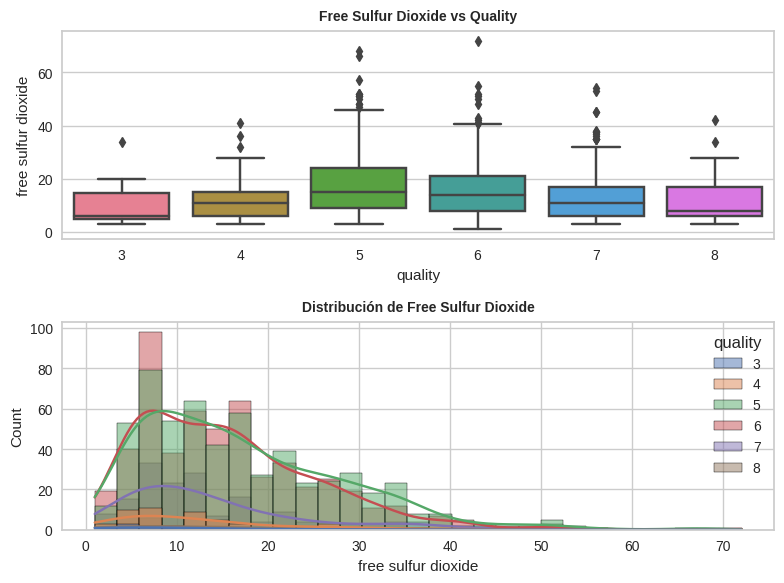 Free Sulfur Dioxide vs Quality
free sulfur dioxide
60
40
20
0
3 4 5 6 7 8
quality
Distribución de Free Sulfur Dioxide
Count
100
80
60
40
20
0
quality
3
4
5
6
7
8
0 10 20 30 40 50 60 70
free sulfur dioxide